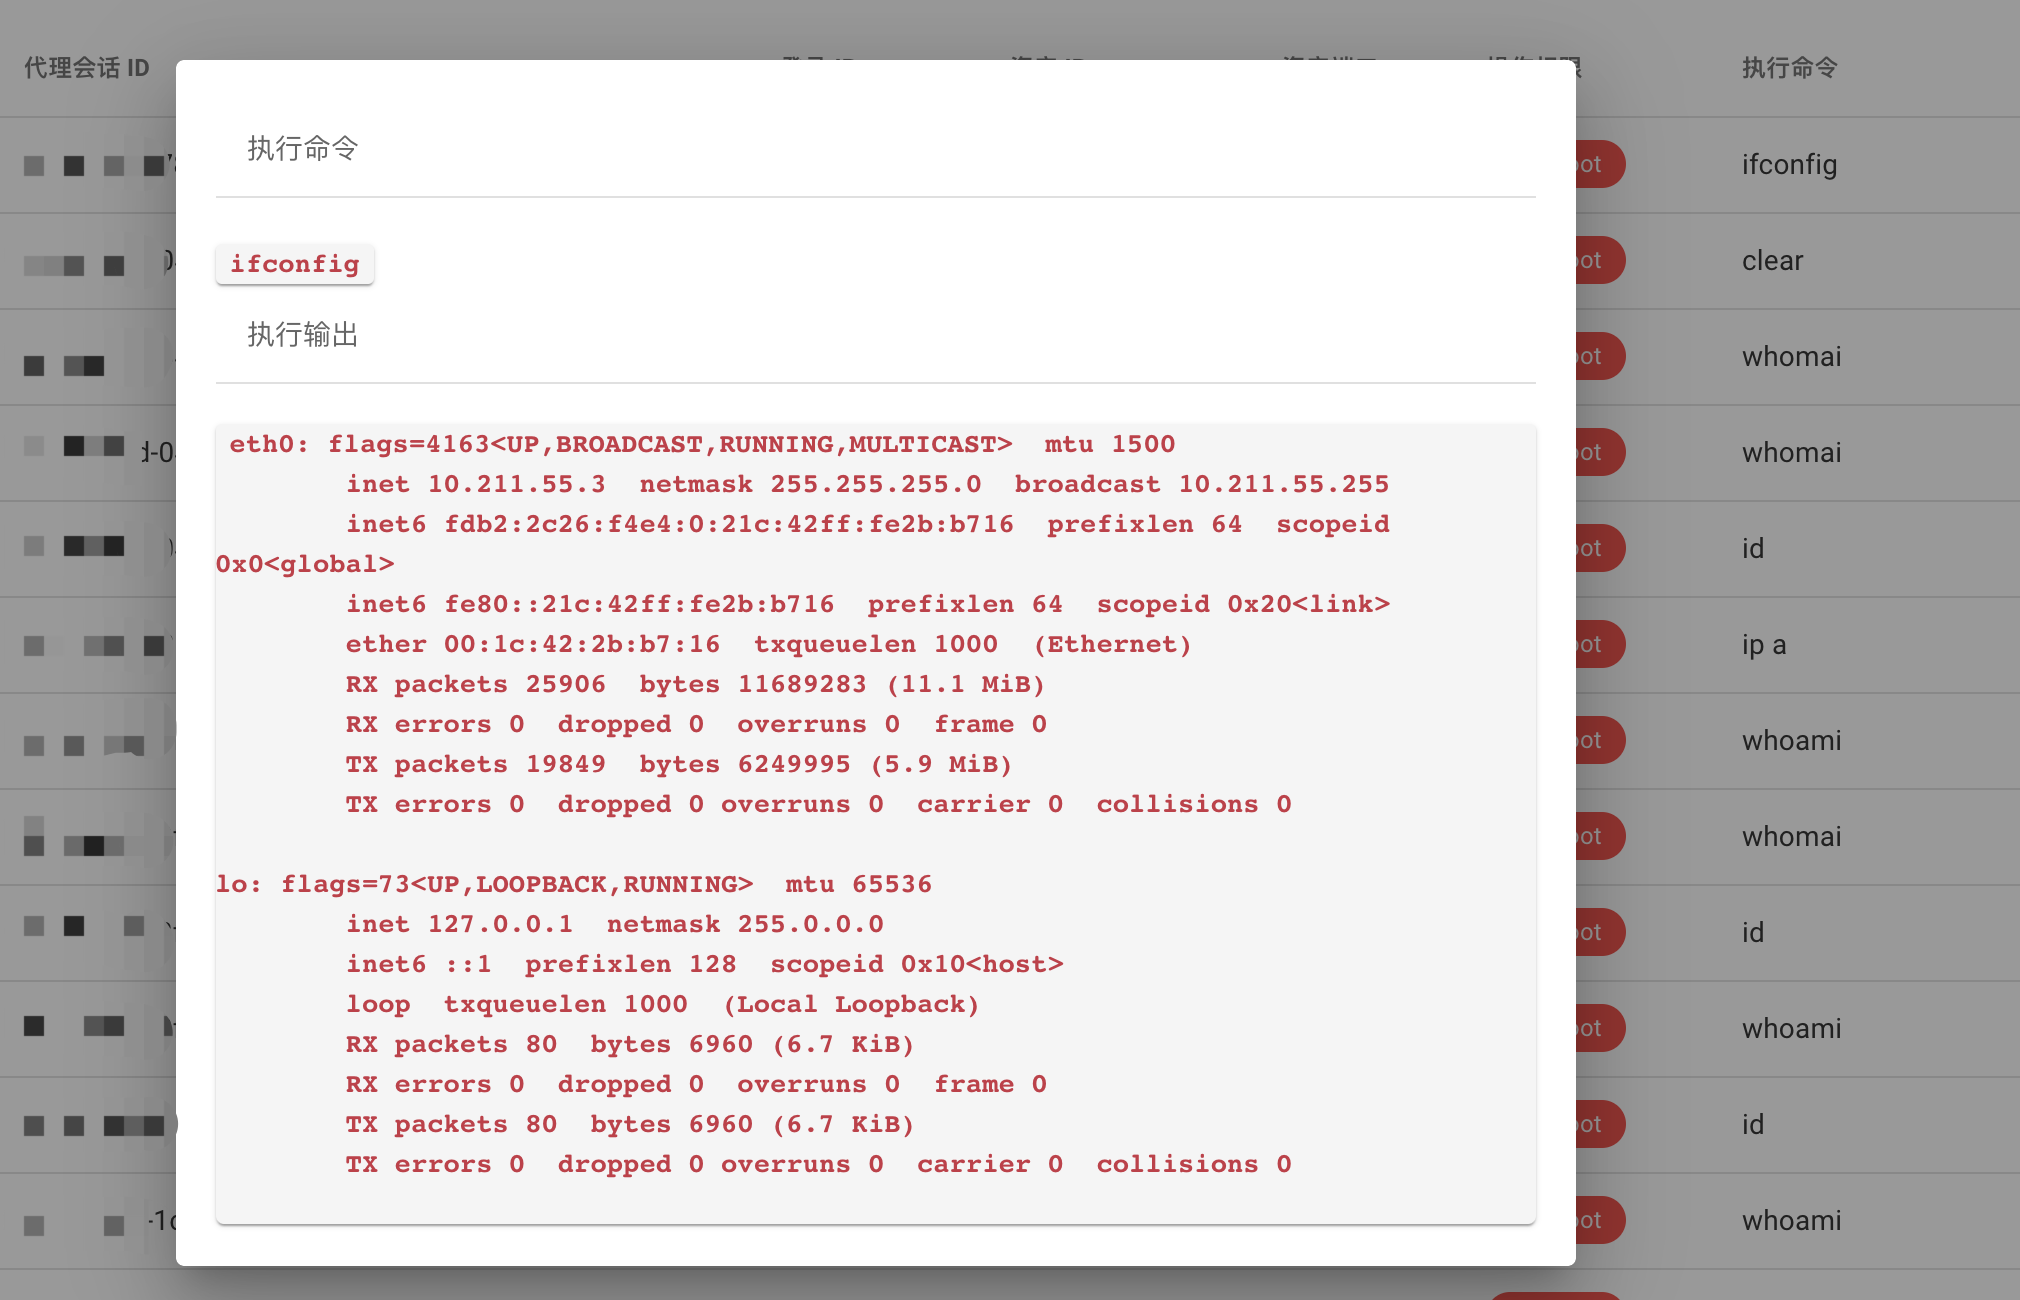 代理会话 ID
执行命令
执行命令
ifconfig
执行输出
eth0: flags=4163<UP,BROADCAST,RUNNING,MULTICAST>  mtu 1500
inet 10.211.55.3  netmask 255.255.255.0  broadcast 10.211.55.255
inet6 fdb2:2c26:f4e4:0:21c:42ff:fe2b:b716  prefixlen 64  scopeid
0x0<global>
inet6 fe80::21c:42ff:fe2b:b716  prefixlen 64  scopeid 0x20<link>
ether 00:1c:42:2b:b7:16  txqueuelen 1000  (Ethernet)
RX packets 25906  bytes 11689283 (11.1 MiB)
RX errors 0  dropped 0  overruns 0  frame 0
TX packets 19849  bytes 6249995 (5.9 MiB)
TX errors 0  dropped 0 overruns 0  carrier 0  collisions 0
lo: flags=73<UP,LOOPBACK,RUNNING>  mtu 65536
inet 127.0.0.1  netmask 255.0.0.0
inet6 ::1  prefixlen 128  scopeid 0x10<host>
loop  txqueuelen 1000  (Local Loopback)
RX packets 80  bytes 6960 (6.7 KiB)
RX errors 0  dropped 0  overruns 0  frame 0
TX packets 80  bytes 6960 (6.7 KiB)
TX errors 0  dropped 0 overruns 0  carrier 0  collisions 0
ifconfig
clear
whomai
whomai
id
ip a
whoami
whomai
id
whoami
id
whoami